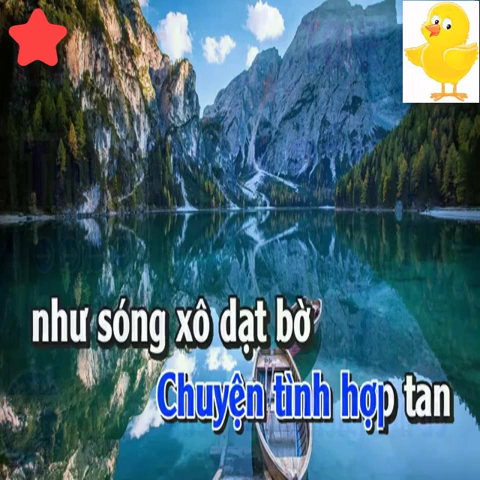 như sóng xô dạt bờ
Chuyện tình hợp tan